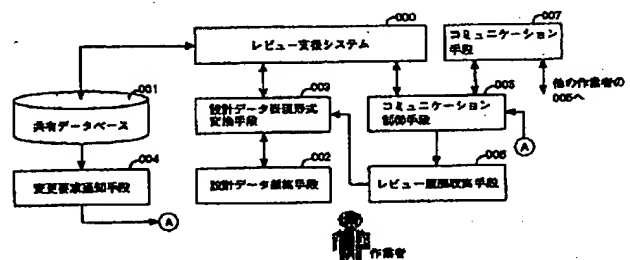 000
レビュー支援システム
007
コミュニケーション
手段
001
共有データベース
003
設計データ表現形式
変換手段
005
コミュニケーション
制御手段
他の作業者の
005へ
A
004
変更要求通知手段
A
002
設計データ編集手段
006
レビュー履歴収集手段
作業者